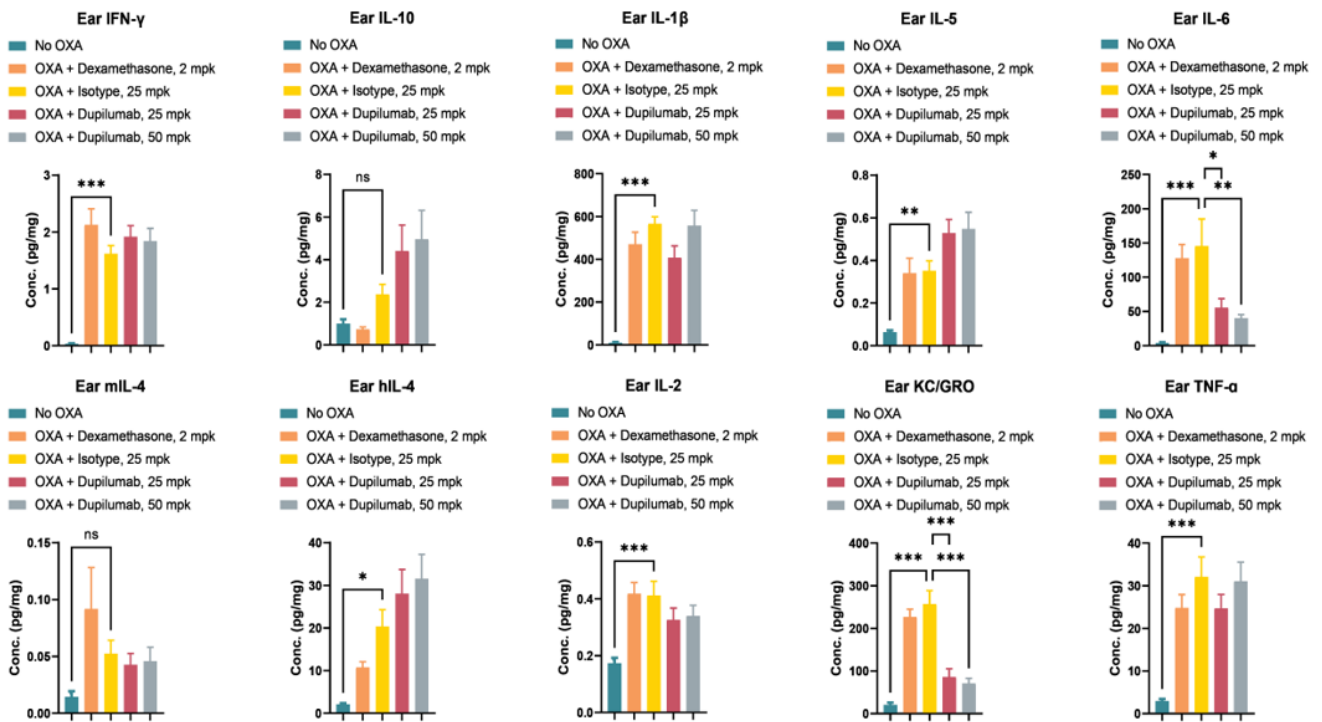 Ear IFN-γ
No OXA
OXA + Dexamethasone, 2 mpk
OXA + Isotype, 25 mpk
OXA + Dupilumab, 25 mpk
OXA + Dupilumab, 50 mpk
***
Conc. (pg/mg)
3
2
1
0
Ear IL-10
No OXA
OXA + Dexamethasone, 2 mpk
OXA + Isotype, 25 mpk
OXA + Dupilumab, 25 mpk
OXA + Dupilumab, 50 mpk
ns
Conc. (pg/mg)
8
6
4
2
0
Ear IL-1β
No OXA
OXA + Dexamethasone, 2 mpk
OXA + Isotype, 25 mpk
OXA + Dupilumab, 25 mpk
OXA + Dupilumab, 50 mpk
***
Conc. (pg/mg)
800
600
400
200
0
Ear IL-5
No OXA
OXA + Dexamethasone, 2 mpk
OXA + Isotype, 25 mpk
OXA + Dupilumab, 25 mpk
OXA + Dupilumab, 50 mpk
**
Conc. (pg/mg)
0.8
0.6
0.4
0.2
0.0
Ear IL-6
No OXA
OXA + Dexamethasone, 2 mpk
OXA + Isotype, 25 mpk
OXA + Dupilumab, 25 mpk
OXA + Dupilumab, 50 mpk
*
*** **
Conc. (pg/mg)
250
200
150
100
50
0
Ear mIL-4
No OXA
OXA + Dexamethasone, 2 mpk
OXA + Isotype, 25 mpk
OXA + Dupilumab, 25 mpk
OXA + Dupilumab, 50 mpk
ns
Conc. (pg/mg)
0.15
0.10
0.05
0.00
Ear hIL-4
No OXA
OXA + Dexamethasone, 2 mpk
OXA + Isotype, 25 mpk
OXA + Dupilumab, 25 mpk
OXA + Dupilumab, 50 mpk
*
Conc. (pg/mg)
40
30
20
10
0
Ear IL-2
No OXA
OXA + Dexamethasone, 2 mpk
OXA + Isotype, 25 mpk
OXA + Dupilumab, 25 mpk
OXA + Dupilumab, 50 mpk
***
Conc. (pg/mg)
0.6
0.4
0.2
0.0
Ear KC/GRO
No OXA
OXA + Dexamethasone, 2 mpk
OXA + Isotype, 25 mpk
OXA + Dupilumab, 25 mpk
OXA + Dupilumab, 50 mpk
***
*** ***
Conc. (pg/mg)
400
300
200
100
0
Ear TNF-α
No OXA
OXA + Dexamethasone, 2 mpk
OXA + Isotype, 25 mpk
OXA + Dupilumab, 25 mpk
OXA + Dupilumab, 50 mpk
***
Conc. (pg/mg)
40
30
20
10
0